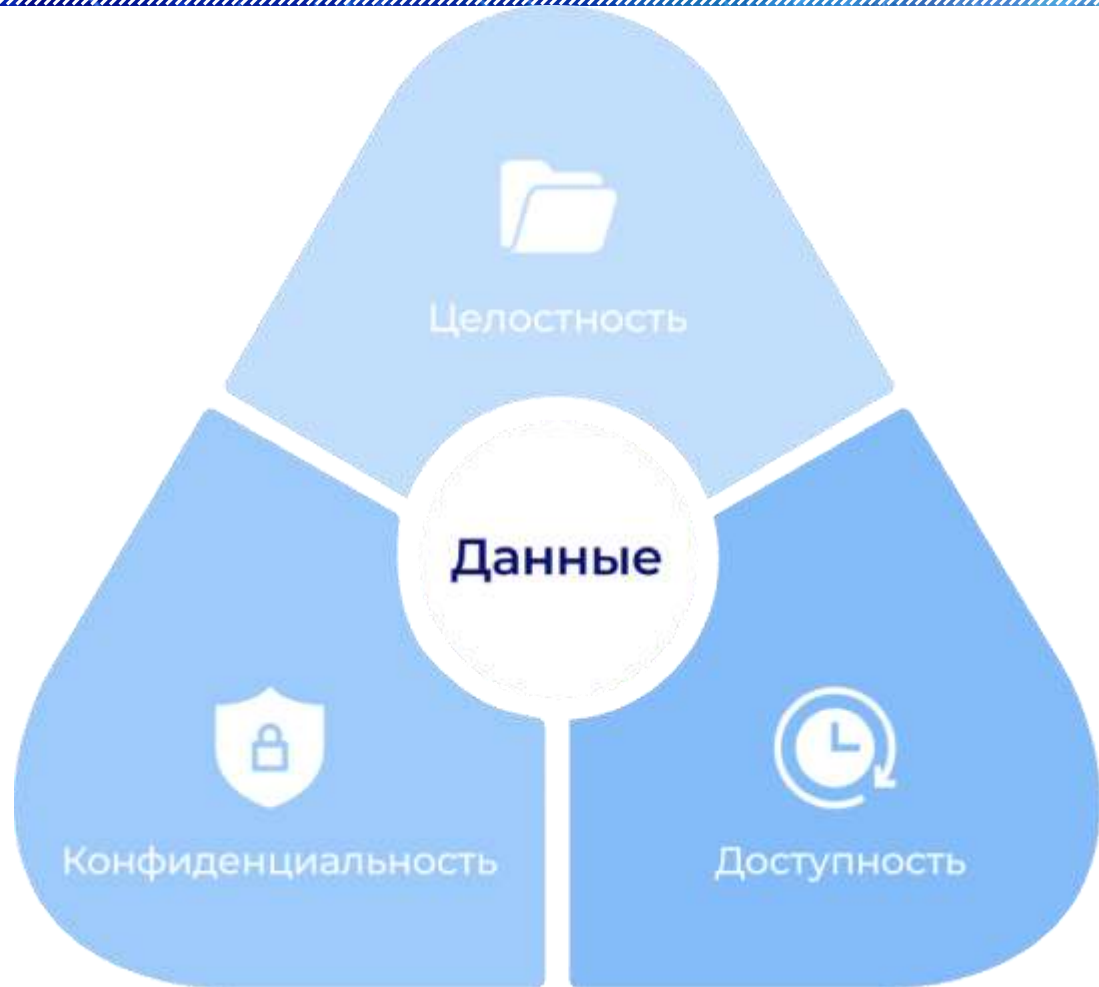 Целостность
Данные
Конфиденциальность
Доступность